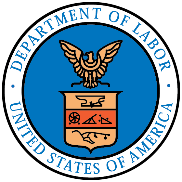 DEPARTMENT OF LABOR
UNITED STATES OF AMERICA